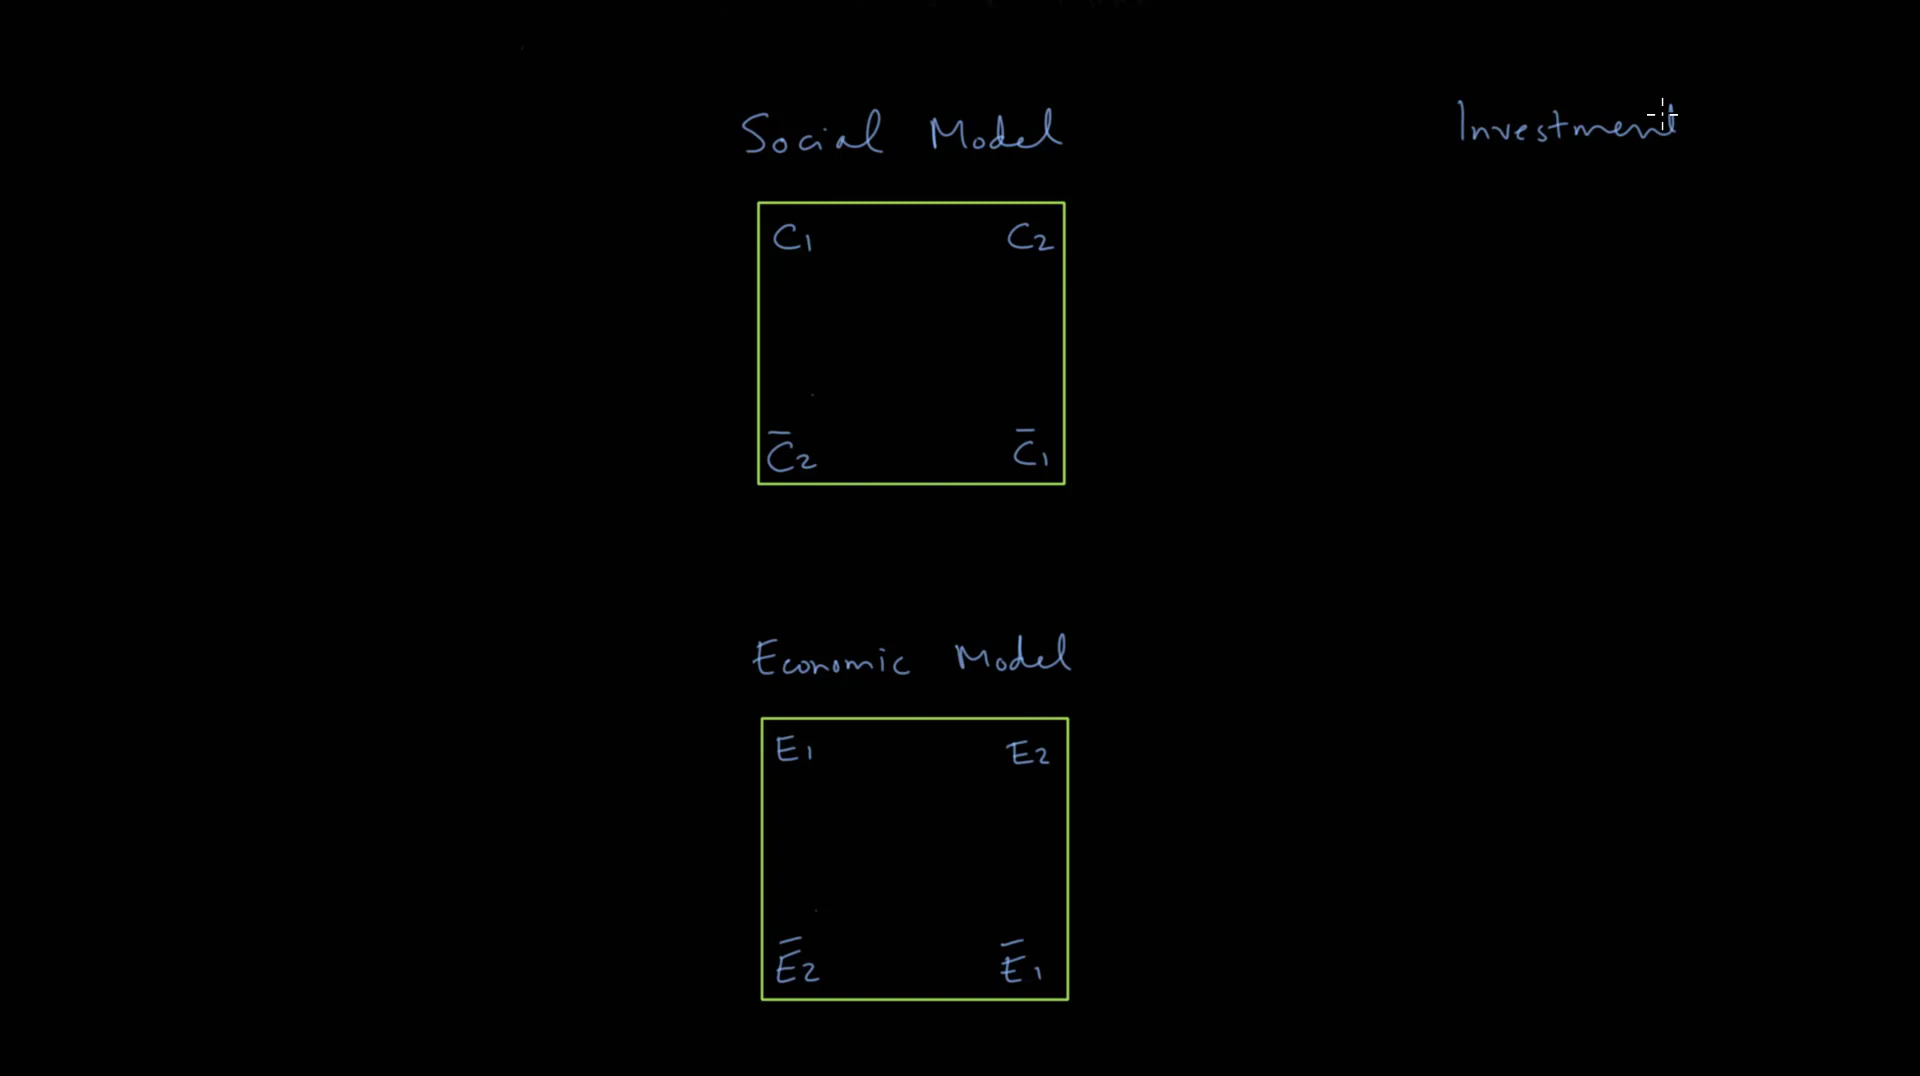 Social Model
Investment
C1 C2
C̄2 C̄1
Economic Model
E1 E2
Ē2 Ē1